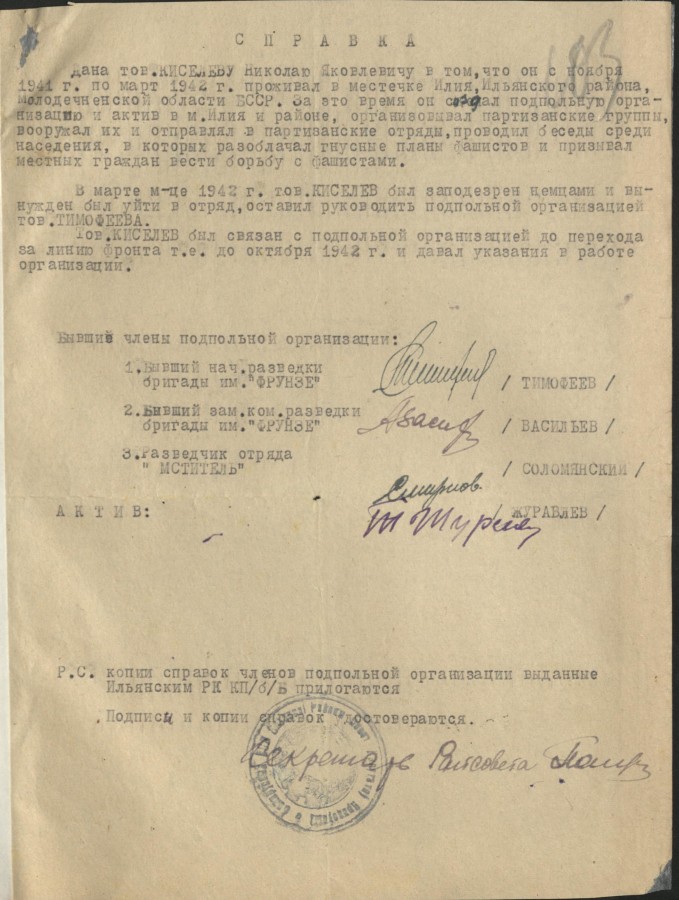 183
С П Р А В К А
Дана тов.КИСЕЛЕВУ Николаю Яковлевичу в том,что он с ноября
1941 г. по март 1942 г. проживал в местечке Илия,Ильянского района,
Молодечненской области БССР. За это время он создал подпольную орга-
низацию и актив в м.Илия и районе, организовывал партизанские группы,
вооружал их и отправлял в партизанские отряды,проводил беседы среди
населения, в которых разоблачал гнусные планы фашистов и призывал
местных граждан вести борьбу с фашистами.
В марте м-це 1942 г. тов.КИСЕЛЕВ был заподезрен немцами и вы-
нужден был уйти в отряд,оставил руководить подпольной организацией
тов.ТИМОФЕЕВА.
Тов.КИСЕЛЕВ был связан с подпольной организацией до перехода
за линию фронта т.е. до октября 1942 г. и давал указания в работе
организации.
Бывшие члены подпольной организации:
1.Бывший нач.разведки
бригады им."ФРУНЗЕ" / ТИМОФЕЕВ /
2.Бывший зам.ком.разведки
бригады им."ФРУНЗЕ" / ВАСИЛЬЕВ /
3.Разведчик отряда
" МСТИТЕЛЬ" / СОЛОМЯНСКИЙ /
Смирнов.
А К Т И В: / ЖУРАВЛЕВ /
Р.С. копии справок членов подпольной организации выданные
Ильянским РК КП/б/Б прилогаются
Подписи и копии справок удостоверяются.
Секретарь Райсовета